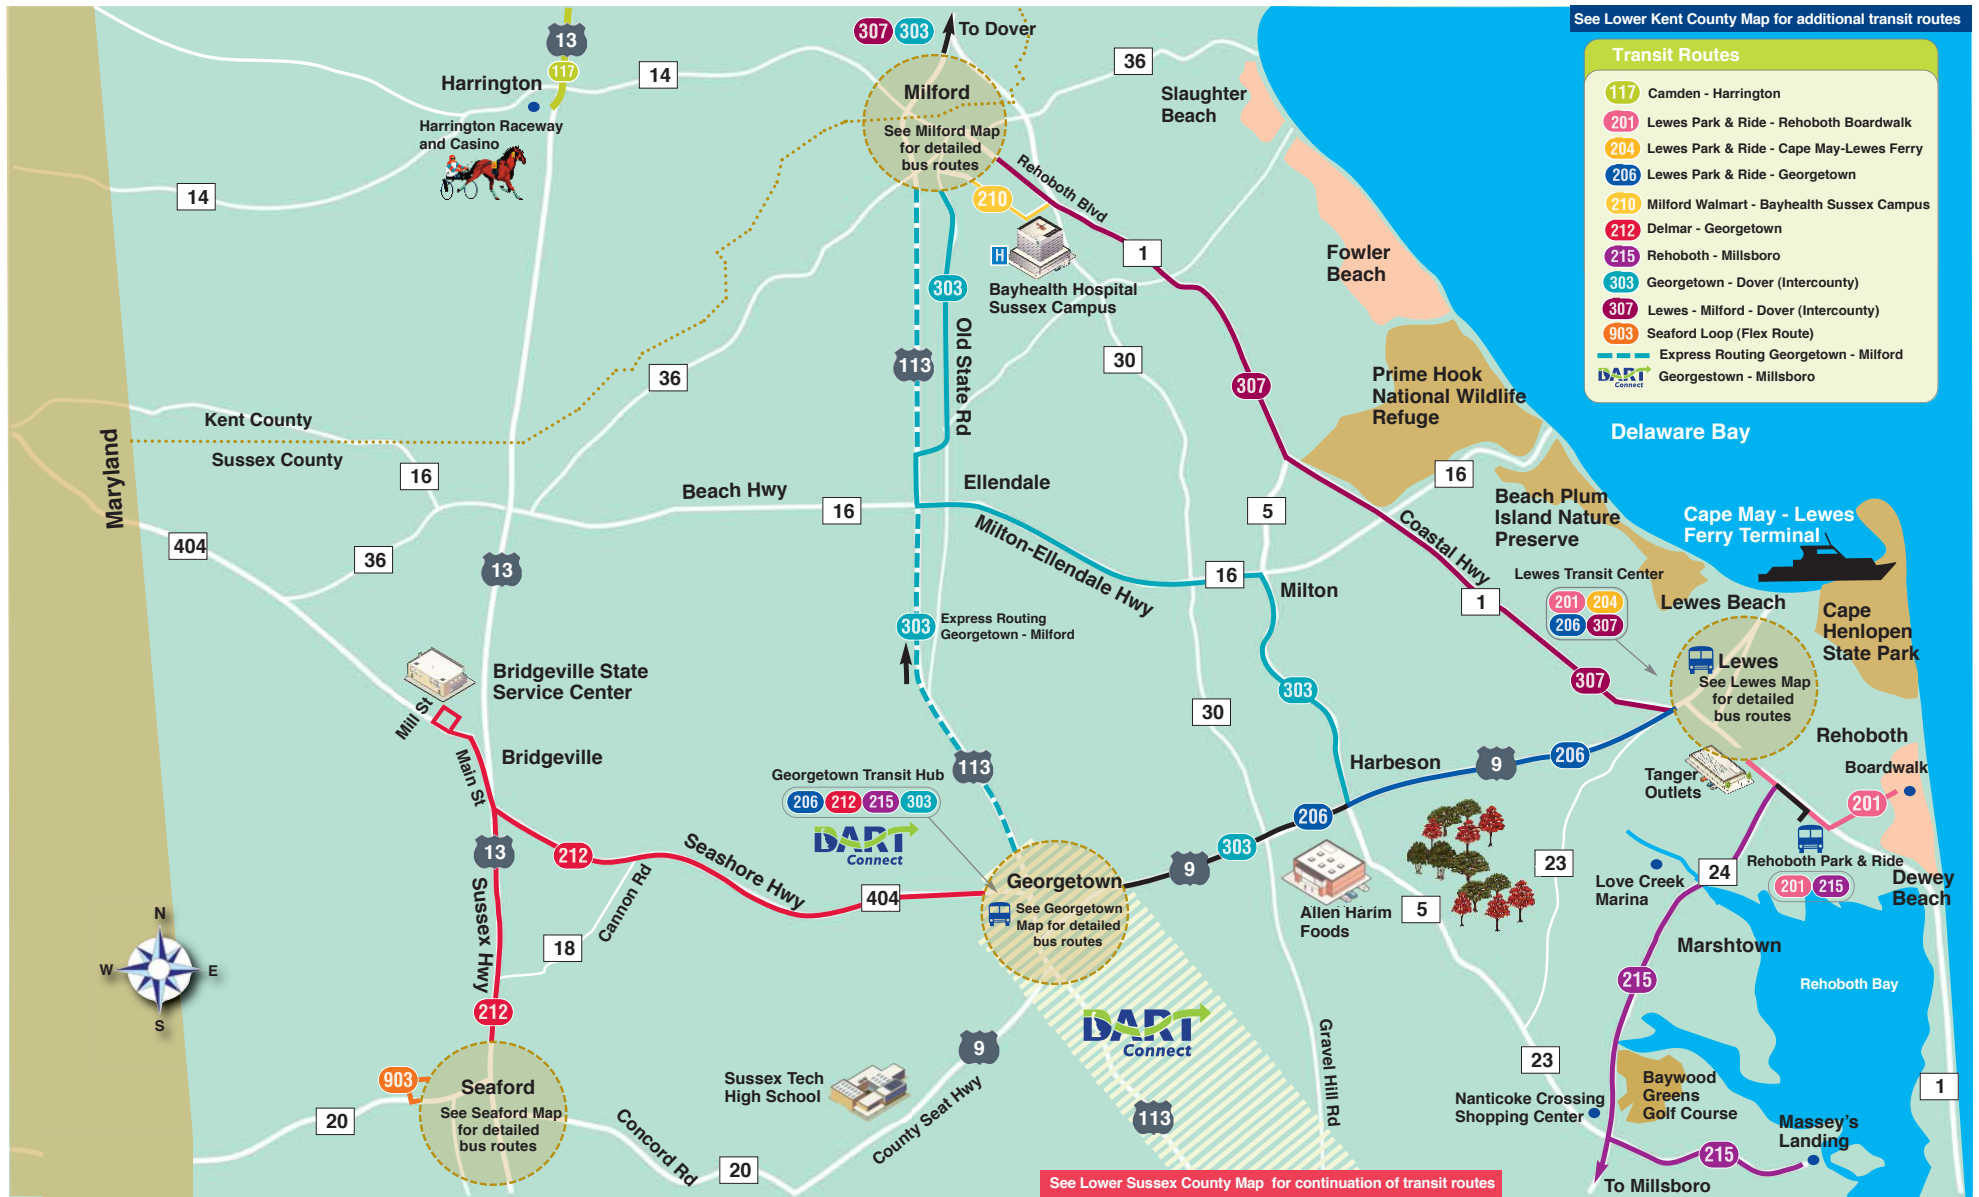 See Lower Kent County Map for additional transit routes
Transit Routes
117 Camden - Harrington
201 Lewes Park & Ride - Rehoboth Boardwalk
204 Lewes Park & Ride - Cape May-Lewes Ferry
206 Lewes Park & Ride - Georgetown
210 Milford Walmart - Bayhealth Sussex Campus
212 Delmar - Georgetown
215 Rehoboth - Millsboro
303 Georgetown - Dover (Intercounty)
307 Lewes - Milford - Dover (Intercounty)
903 Seaford Loop (Flex Route)
Express Routing Georgetown - Milford
DART Connect Georgestown - Millsboro
307 303 To Dover
13
117
Harrington
Harrington Raceway
and Casino
14
14
Milford
See Milford Map
for detailed
bus routes
36
Slaughter
Beach
Rehoboth Blvd
210
H
Bayhealth Hospital
Sussex Campus
1
Fowler
Beach
303
Old State Rd
113
30
36
307
Prime Hook
National Wildlife
Refuge
Delaware Bay
Kent County
Sussex County
Maryland
16
Beach Hwy
16
Ellendale
Milton-Ellendale Hwy
5
16
16
Milton
Coastal Hwy
1
Beach Plum
Island Nature
Preserve
Cape May - Lewes
Ferry Terminal
404
36
13
Lewes Transit Center
201 204
206 307
Lewes Beach
Cape
Henlopen
State Park
303
Express Routing
Georgetown - Milford
Bridgeville State
Service Center
Mill St
Main St
Bridgeville
303
307
30
Lewes
See Lewes Map
for detailed
bus routes
Rehoboth
Boardwalk
201
Harbeson
9
206
206
113
Georgetown Transit Hub
206 212 215 303
DART
Connect
Tanger
Outlets
13
212
Seashore Hwy
404
Cannon Rd
18
Sussex Hwy
212
Georgetown
See Georgetown
Map for detailed
bus routes
9
303
Allen Harim
Foods
5
23
Love Creek
Marina
24
Rehoboth Park & Ride
201 215
Dewey
Beach
Marshtown
215
Rehoboth Bay
N
W E
S
DART
Connect
9
Gravel Hill Rd
23
1
903
Seaford
See Seaford Map
for detailed
bus routes
20
Concord Rd
20
Sussex Tech
High School
County Seat Hwy
113
Nanticoke Crossing
Shopping Center
Baywood
Greens
Golf Course
Massey's
Landing
215
To Millsboro
See Lower Sussex County Map for continuation of transit routes